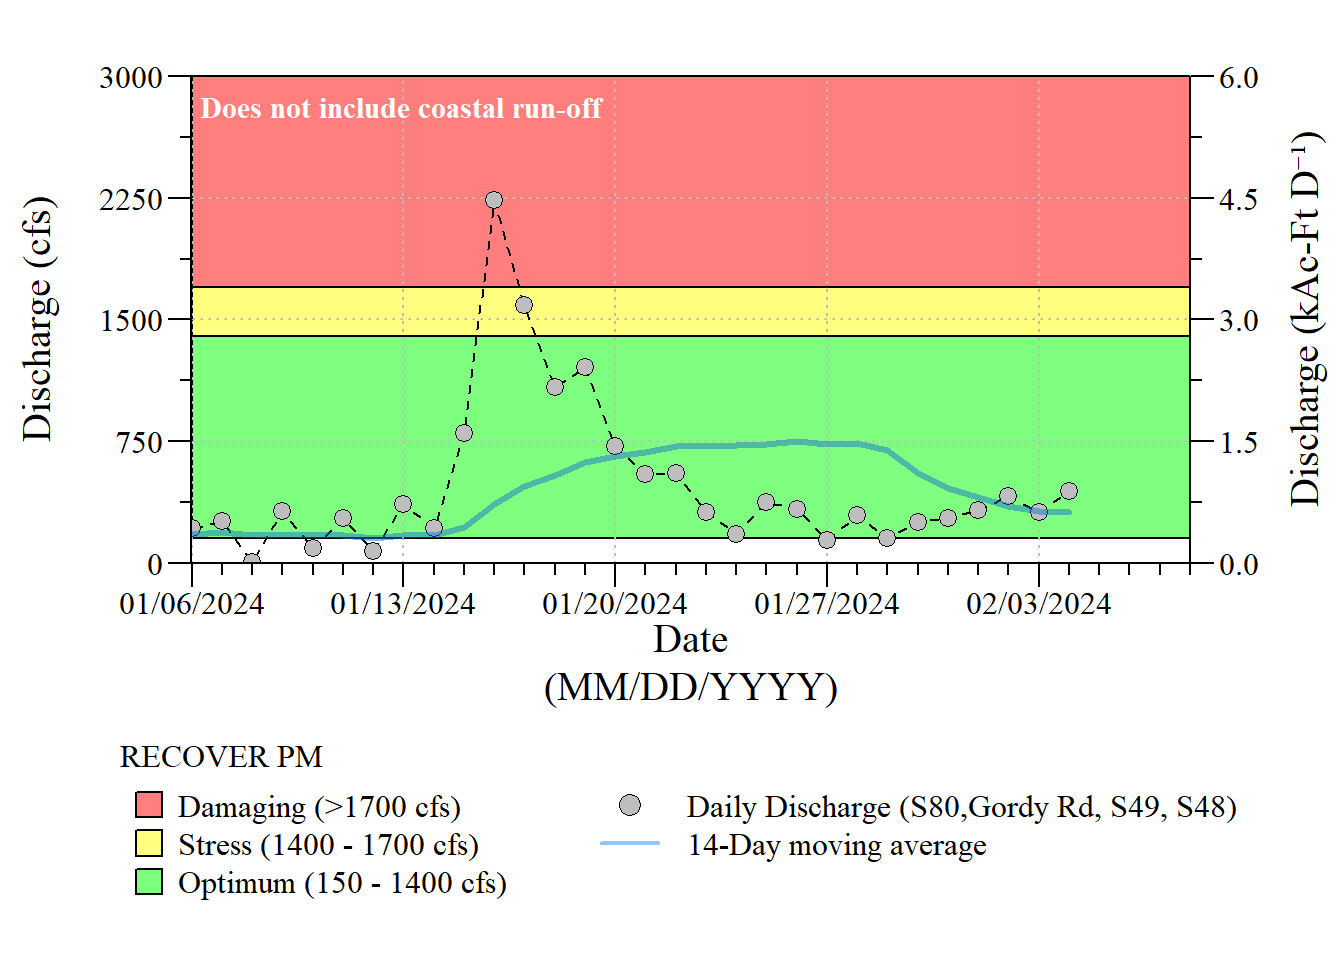 Does not include coastal run-off
3000
2250
1500
750
0
Discharge (cfs)
6.0
4.5
3.0
1.5
0.0
Discharge (kAc-Ft D⁻¹)
01/06/2024 01/13/2024 01/20/2024 01/27/2024 02/03/2024
Date
(MM/DD/YYYY)
RECOVER PM
Damaging (>1700 cfs)
Stress (1400 - 1700 cfs)
Optimum (150 - 1400 cfs)
Daily Discharge (S80,Gordy Rd, S49, S48)
14-Day moving average